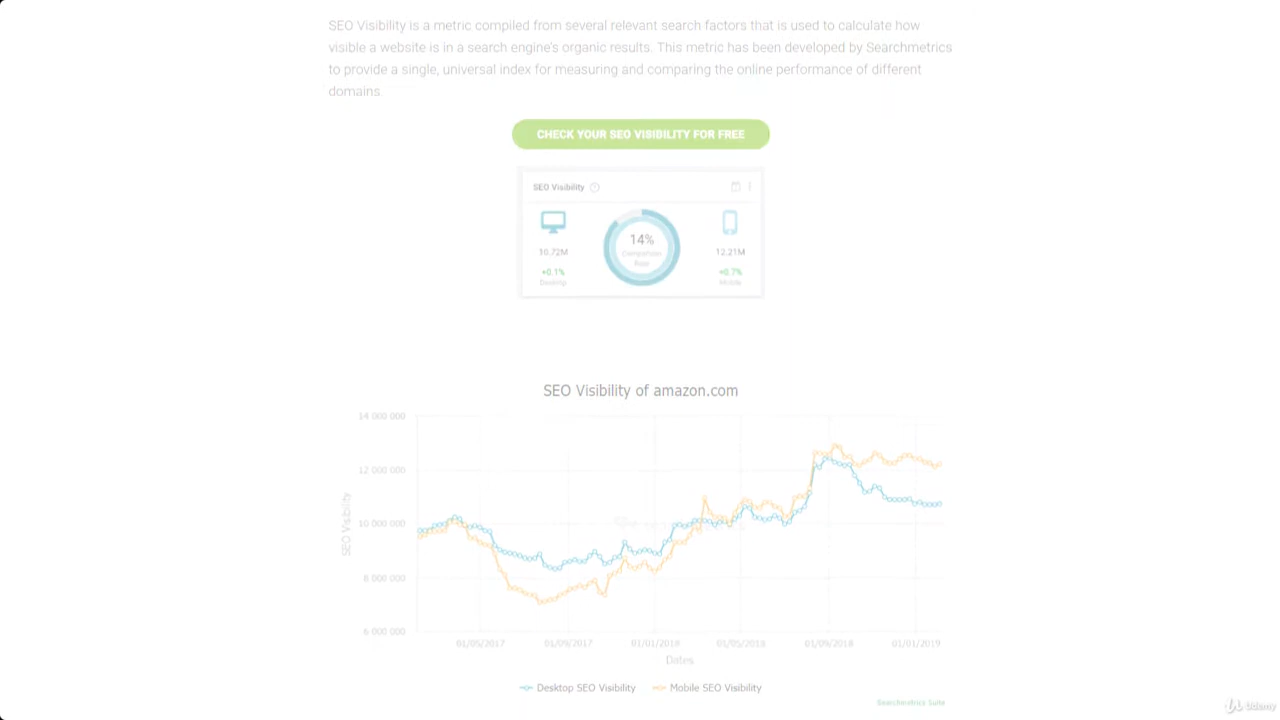 SEO Visibility is a metric compiled from several relevant search factors that is used to calculate how
visible a website is in a search engine's organic results. This metric has been developed by Searchmetrics
to provide a single, universal index for measuring and comparing the online performance of different
domains.
CHECK YOUR SEO VISIBILITY FOR FREE
SEO Visibility
14%
10.72M
12.21M
+0.1%
+0.7%
Desktop
Mobile
SEO Visibility of amazon.com
14 000 000
12 000 000
10 000 000
8 000 000
6 000 000
SEO Visibility
01/05/2017 01/09/2017 01/01/2018 01/05/2018 01/09/2018 01/01/2019
Dates
Desktop SEO Visibility Mobile SEO Visibility
Searchmetrics Suite
Udemy